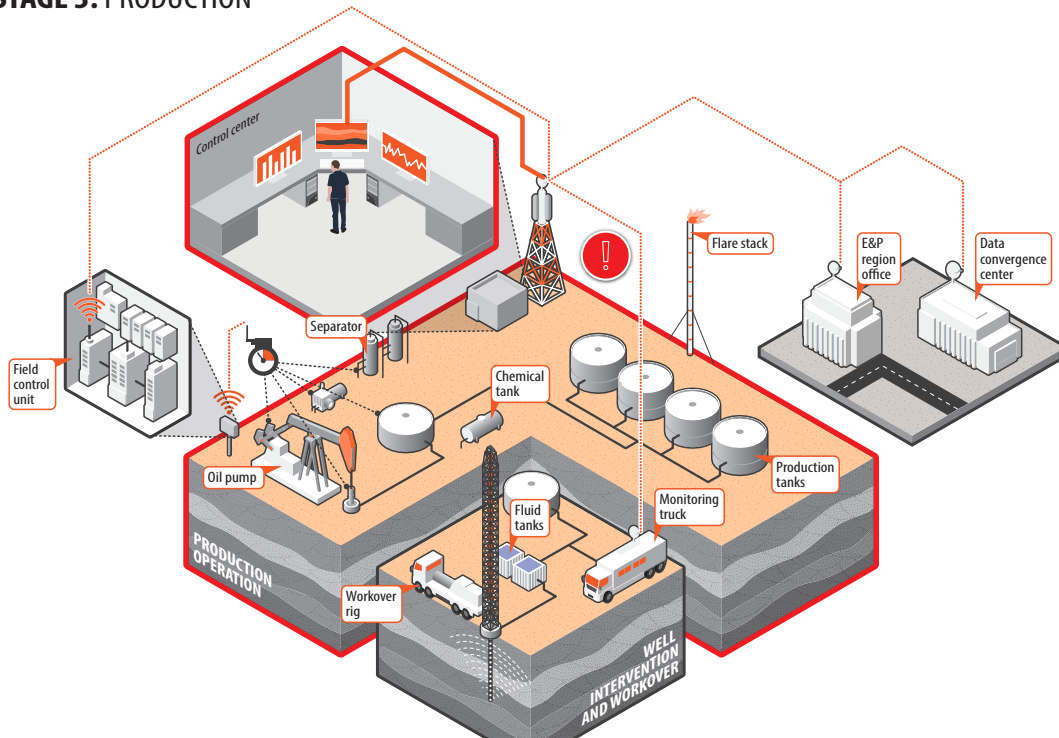 STAGE 3: PRODUCTION
Control center
Flare stack
E&P
region
office
Data
convergence
center
Separator
Field
control
unit
Chemical
tank
Oil pump
Production
tanks
Monitoring
truck
Fluid
tanks
PRODUCTION
OPERATION
Workover
rig
WELL
INTERVENTION
AND WORKOVER